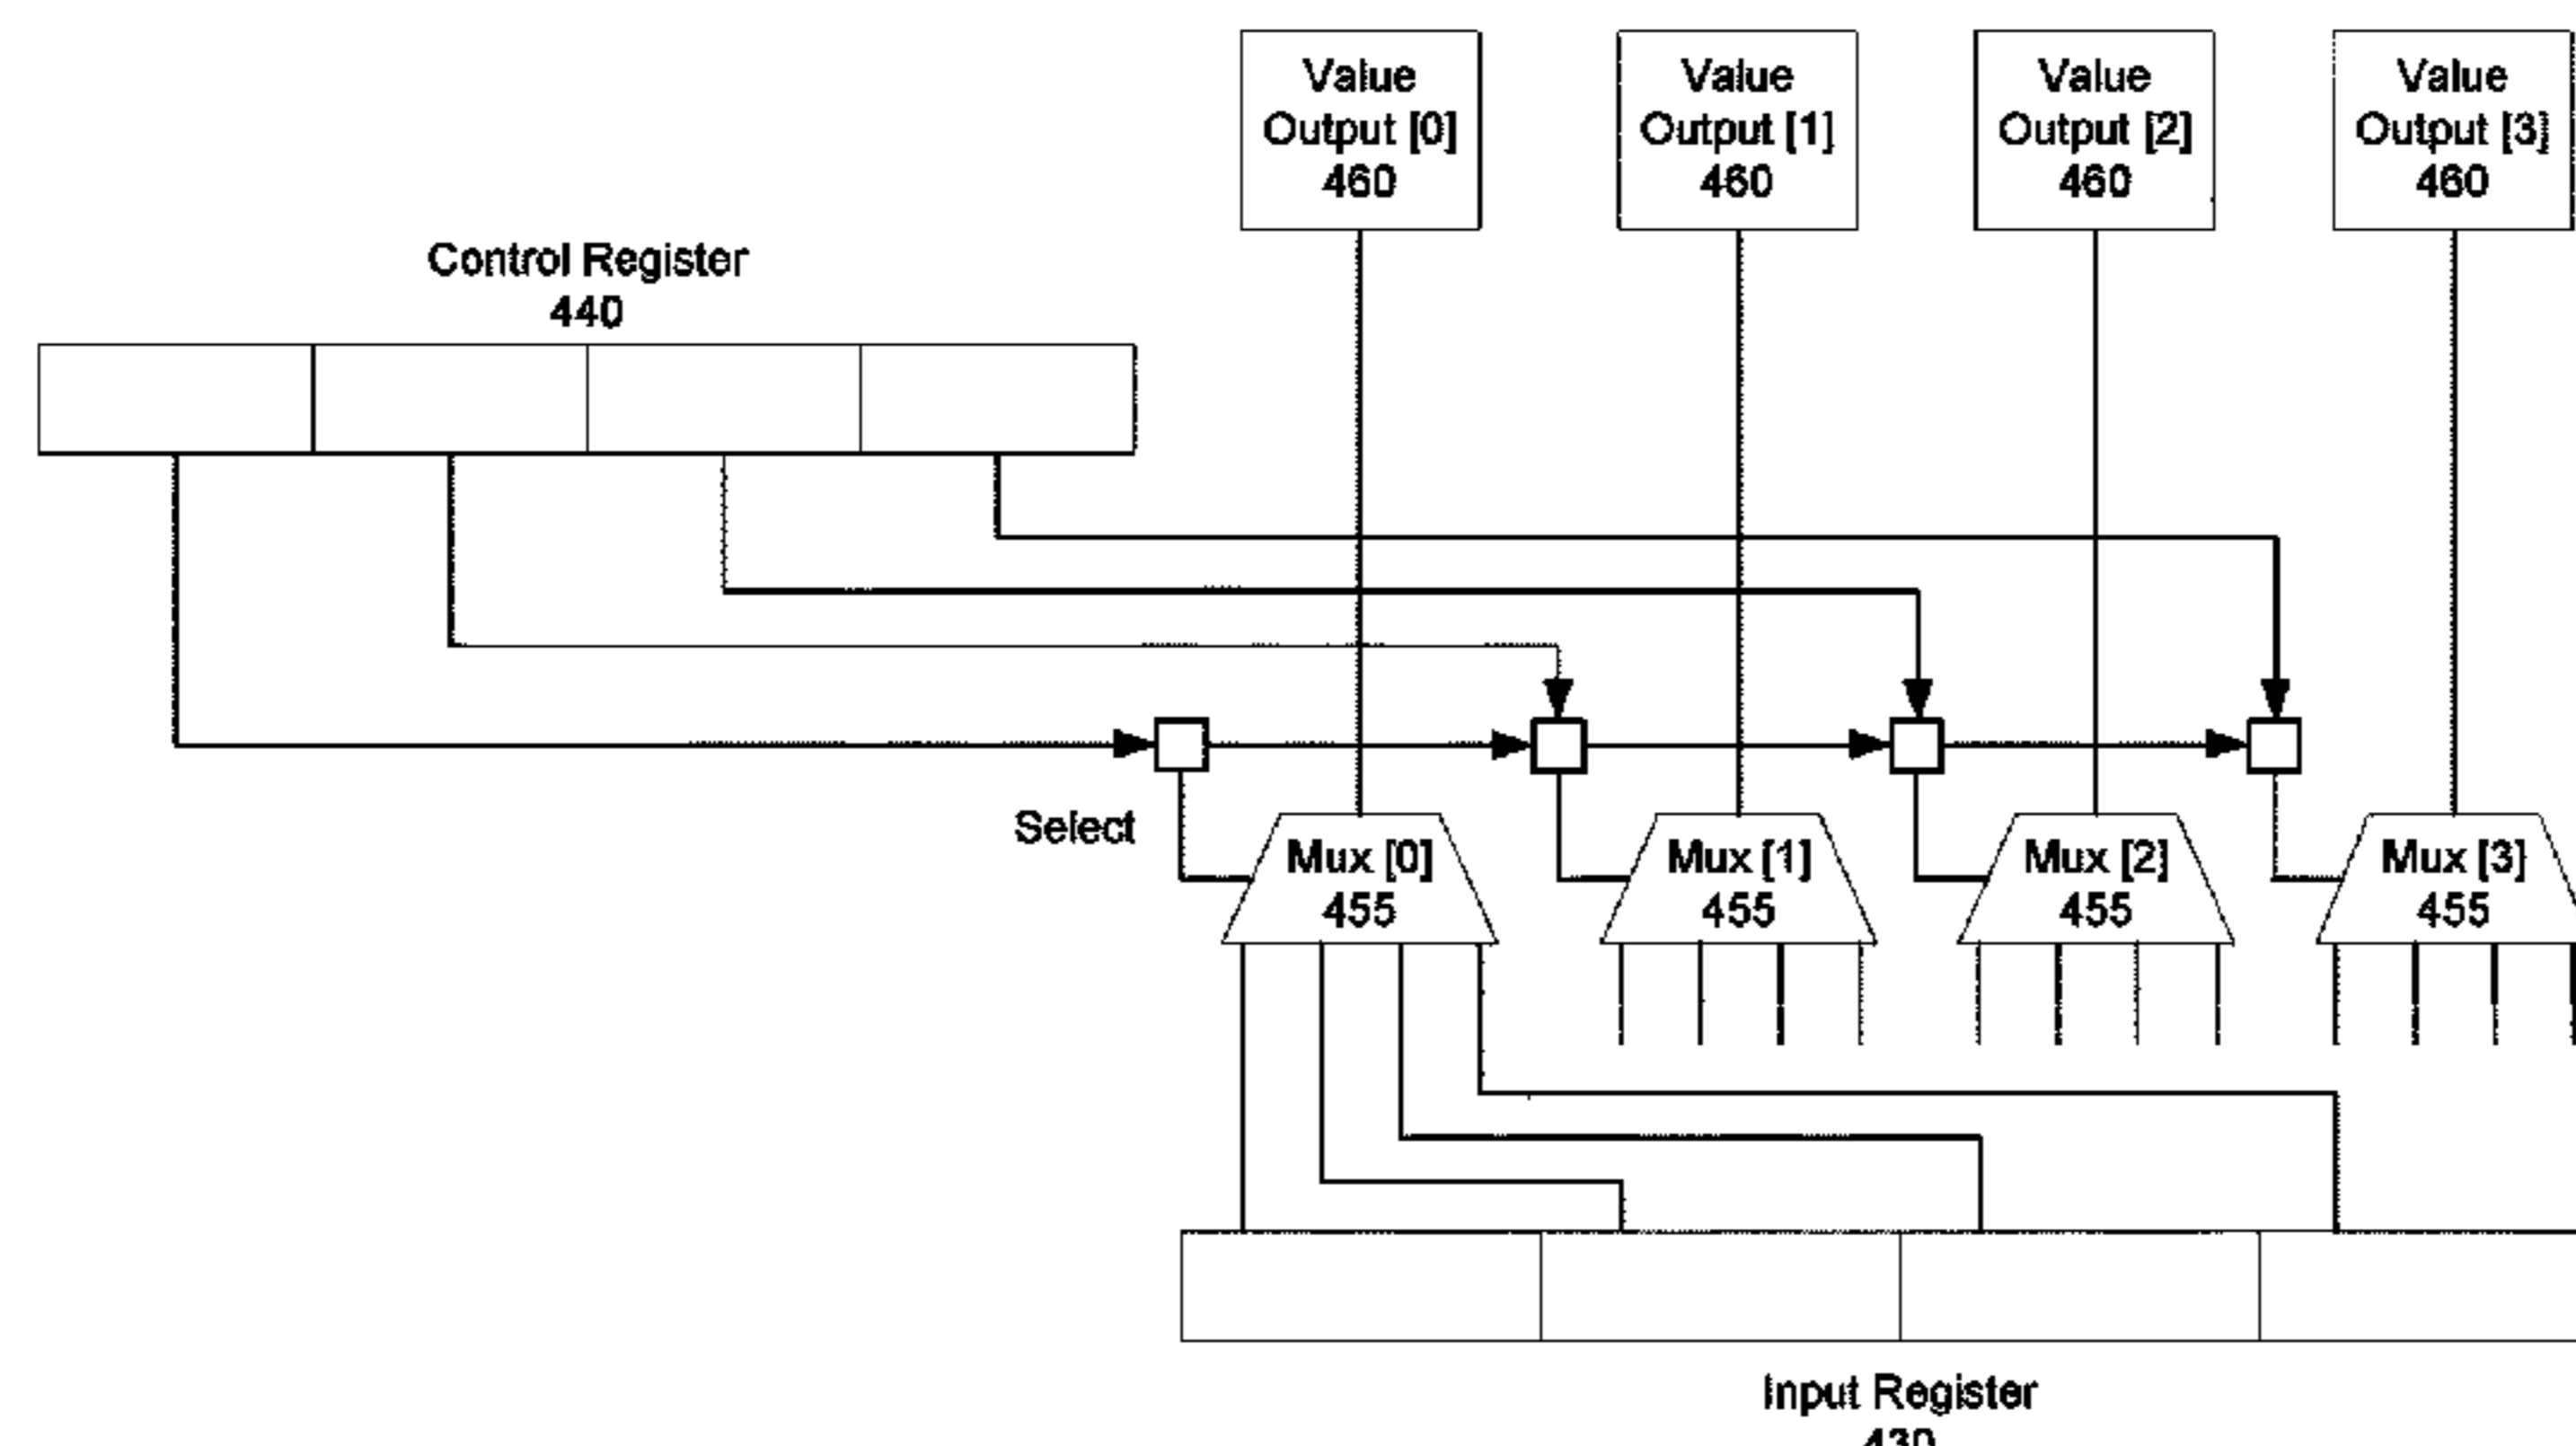 Value
Output [0]
460
Value
Output [1]
460
Value
Output [2]
460
Value
Output [3]
460
Control Register
440
Select
Mux [0]
455
Mux [1]
455
Mux [2]
455
Mux [3]
455
Input Register
430